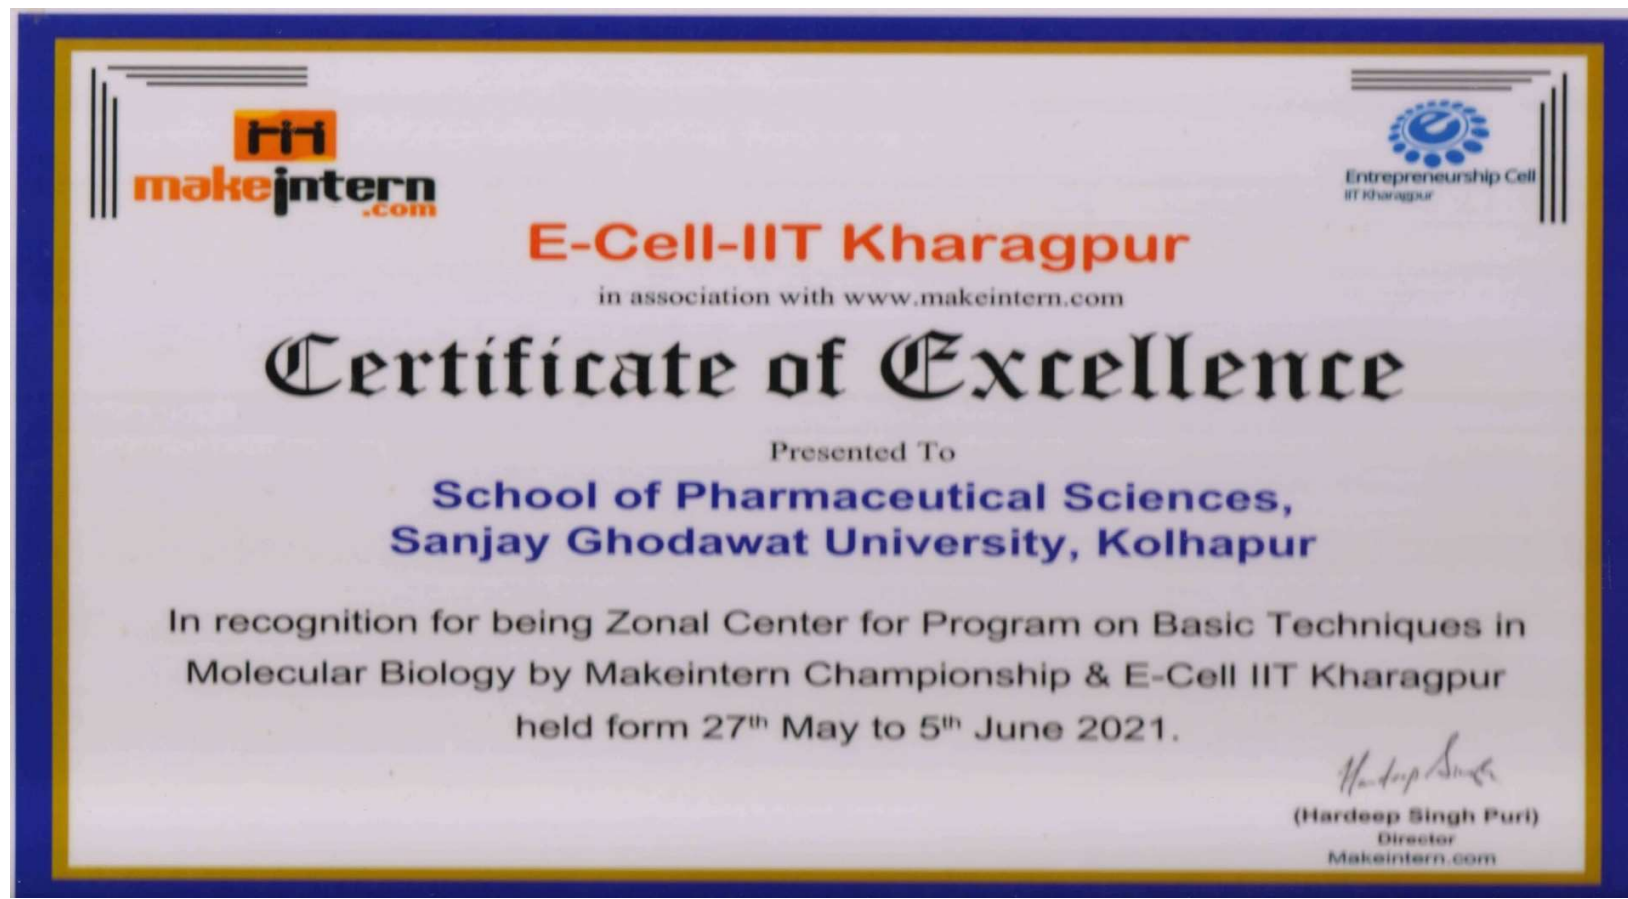 makeintern
.com
Entrepreneurship Cell
IIT Kharagpur
E-Cell-IIT Kharagpur
in association with www.makeintern.com
Certificate of Excellence
Presented To
School of Pharmaceutical Sciences,
Sanjay Ghodawat University, Kolhapur
In recognition for being Zonal Center for Program on Basic Techniques in
Molecular Biology by Makeintern Championship & E-Cell IIT Kharagpur
held form 27th May to 5th June 2021.
Hardeep Singh
(Hardeep Singh Puri)
Director
Makeintern.com